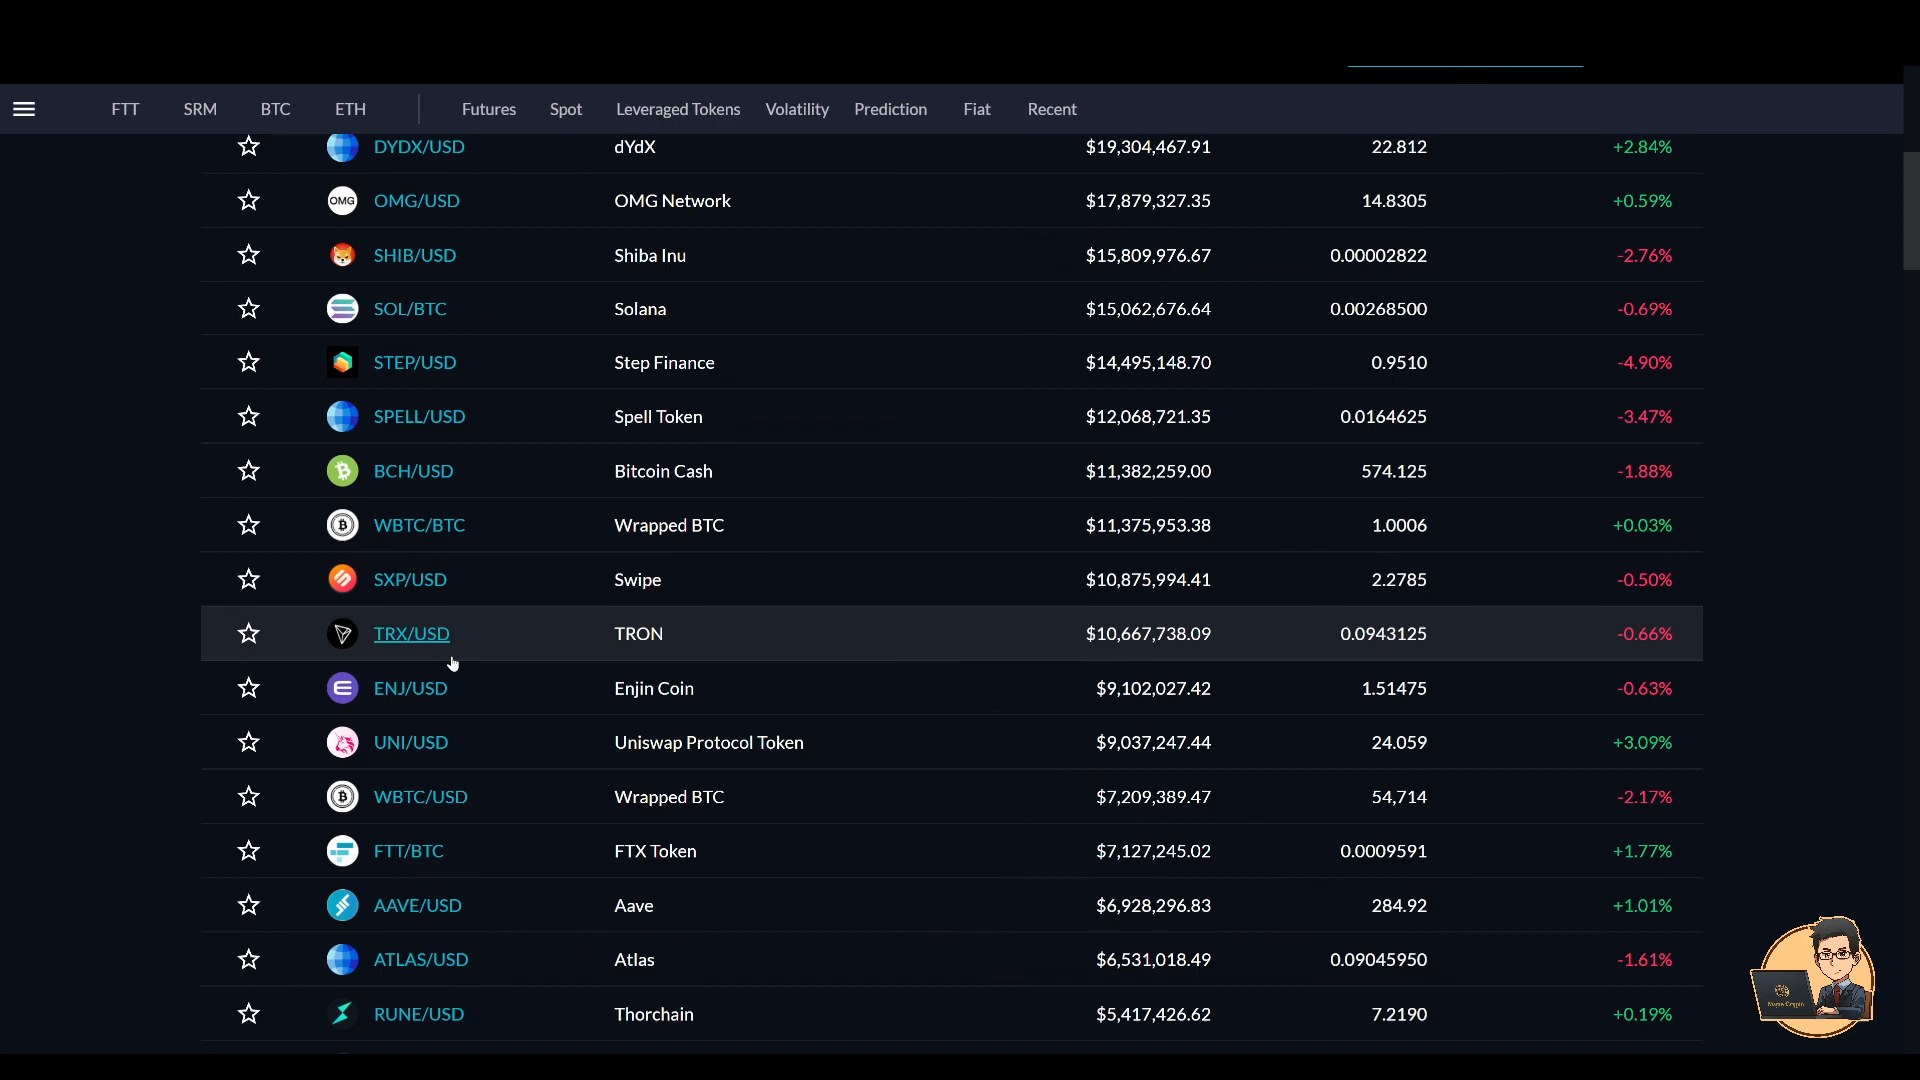 FTT SRM BTC ETH Futures Spot Leveraged Tokens Volatility Prediction Fiat Recent
DYDX/USD dYdX $19,304,467.91 22.812 +2.84%
OMG OMG/USD OMG Network $17,879,327.35 14.8305 +0.59%
SHIB/USD Shiba Inu $15,809,976.67 0.00002822 -2.76%
SOL/BTC Solana $15,062,676.64 0.00268500 -0.69%
STEP/USD Step Finance $14,495,148.70 0.9510 -4.90%
SPELL/USD Spell Token $12,068,721.35 0.0164625 -3.47%
BCH/USD Bitcoin Cash $11,382,259.00 574.125 -1.88%
WBTC/BTC Wrapped BTC $11,375,953.38 1.0006 +0.03%
SXP/USD Swipe $10,875,994.41 2.2785 -0.50%
TRX/USD TRON $10,667,738.09 0.0943125 -0.66%
ENJ/USD Enjin Coin $9,102,027.42 1.51475 -0.63%
UNI/USD Uniswap Protocol Token $9,037,247.44 24.059 +3.09%
WBTC/USD Wrapped BTC $7,209,389.47 54,714 -2.17%
FTT/BTC FTX Token $7,127,245.02 0.0009591 +1.77%
AAVE/USD Aave $6,928,296.83 284.92 +1.01%
ATLAS/USD Atlas $6,531,018.49 0.09045950 -1.61%
RUNE/USD Thorchain $5,417,426.62 7.2190 +0.19%